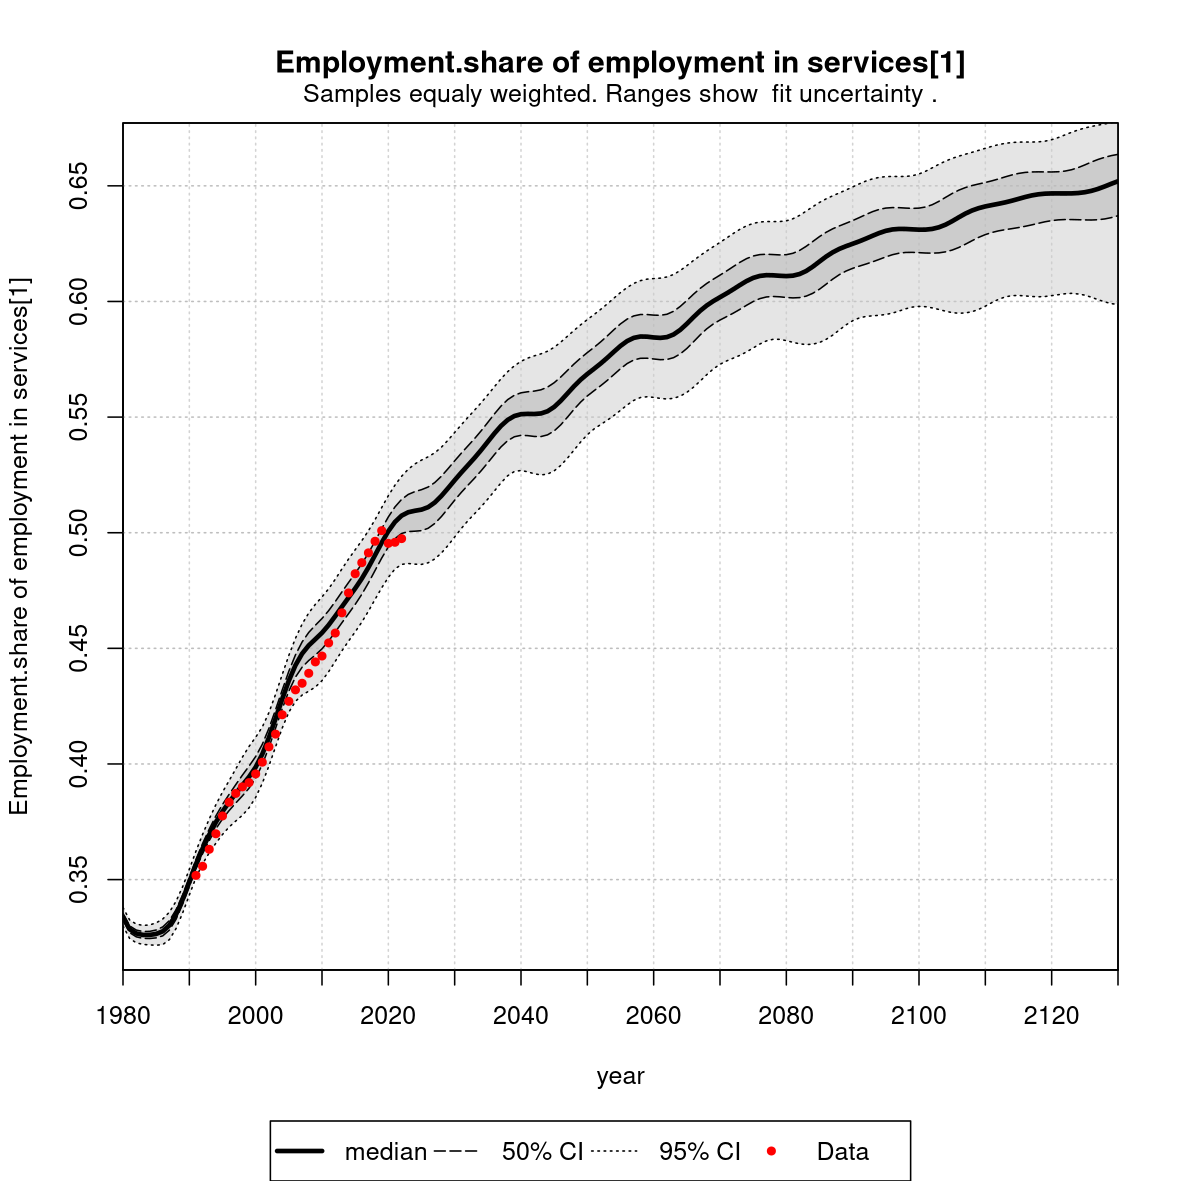 Employment.share of employment in services[1]
Samples equaly weighted. Ranges show  fit uncertainty .
Employment.share of employment in services[1]
0.65
0.60
0.55
0.50
0.45
0.40
0.35
1980 2000 2020 2040 2060 2080 2100 2120
year
median 50% CI 95% CI Data